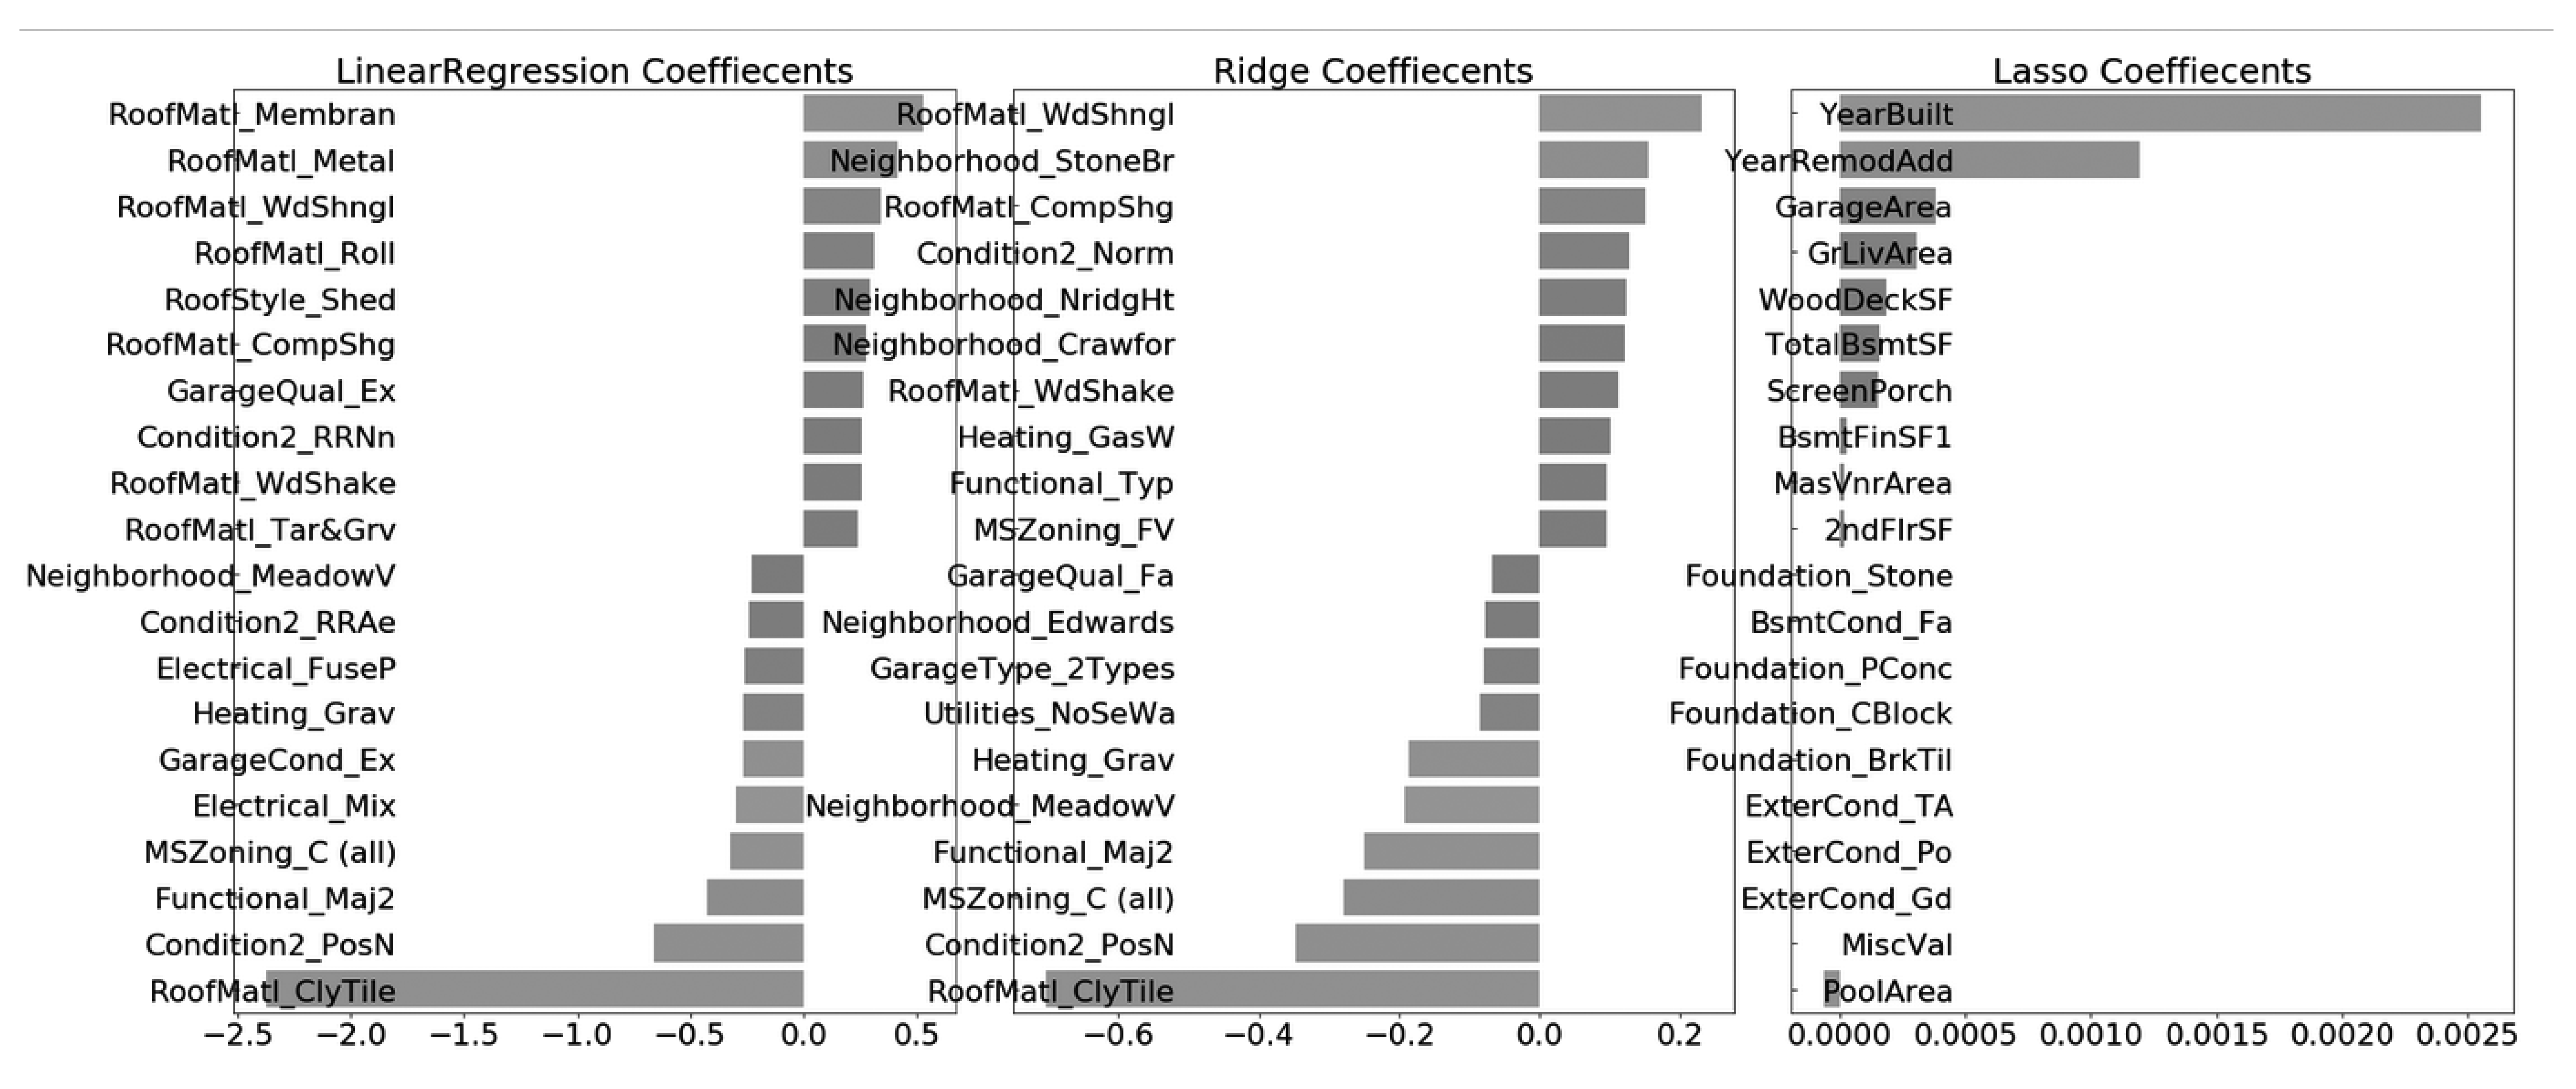 LinearRegression Coeffiecents
RoofMatl_Membran
RoofMatl_Metal
RoofMatl_WdShngl
RoofMatl_Roll
RoofStyle_Shed
RoofMatl_CompShg
GarageQual_Ex
Condition2_RRNn
RoofMatl_WdShake
RoofMatl_Tar&Grv
Neighborhood_MeadowV
Condition2_RRAe
Electrical_FuseP
Heating_Grav
GarageCond_Ex
Electrical_Mix
MSZoning_C (all)
Functional_Maj2
Condition2_PosN
RoofMatl_ClyTile
−2.5 −2.0 −1.5 −1.0 −0.5 0.0 0.5
Ridge Coeffiecents
RoofMatl_WdShngl
Neighborhood_StoneBr
RoofMatl_CompShg
Condition2_Norm
Neighborhood_NridgHt
Neighborhood_Crawfor
RoofMatl_WdShake
Heating_GasW
Functional_Typ
MSZoning_FV
GarageQual_Fa
Neighborhood_Edwards
GarageType_2Types
Utilities_NoSeWa
Heating_Grav
Neighborhood_MeadowV
Functional_Maj2
MSZoning_C (all)
Condition2_PosN
RoofMatl_ClyTile
−0.6 −0.4 −0.2 0.0 0.2
Lasso Coeffiecents
YearBuilt
YearRemodAdd
GarageArea
GrLivArea
WoodDeckSF
TotalBsmtSF
ScreenPorch
BsmtFinSF1
MasVnrArea
2ndFlrSF
Foundation_Stone
BsmtCond_Fa
Foundation_PConc
Foundation_CBlock
Foundation_BrkTil
ExterCond_TA
ExterCond_Po
ExterCond_Gd
MiscVal
PoolArea
0.0000 0.0005 0.0010 0.0015 0.0020 0.0025